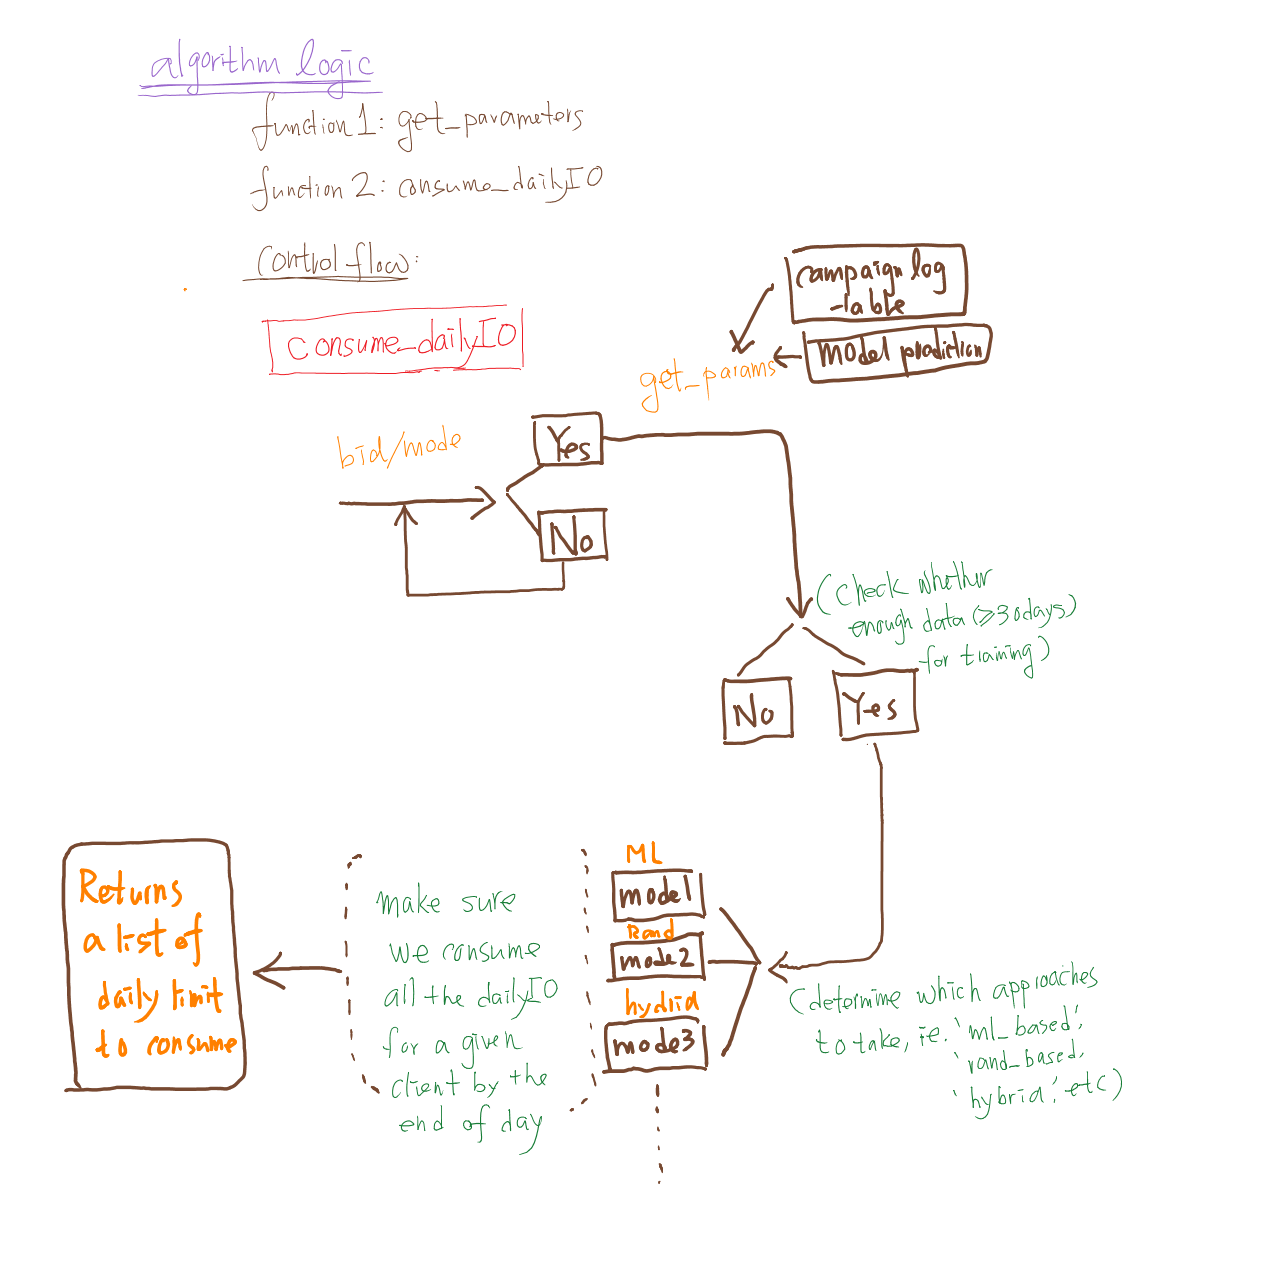 algorithm logic
function 1: get_parameters
function 2: consume_dailyIO
Control flow:
consume_dailyIO
campaign log
-table
model prediction
get_params
bid/mode
Yes
No
(Check whether
enough data (≥30days)
for training)
No
Yes
ML
mode1
Rand
mode2
hydrid
mode3
(determine which approaches
to take, ie. 'ml_based',
'rand_based,
'hybrid', etc)
make sure
we consume
all the dailyIO
for a given
client by the
end of day
Returns
a list of
daily limit
to consume